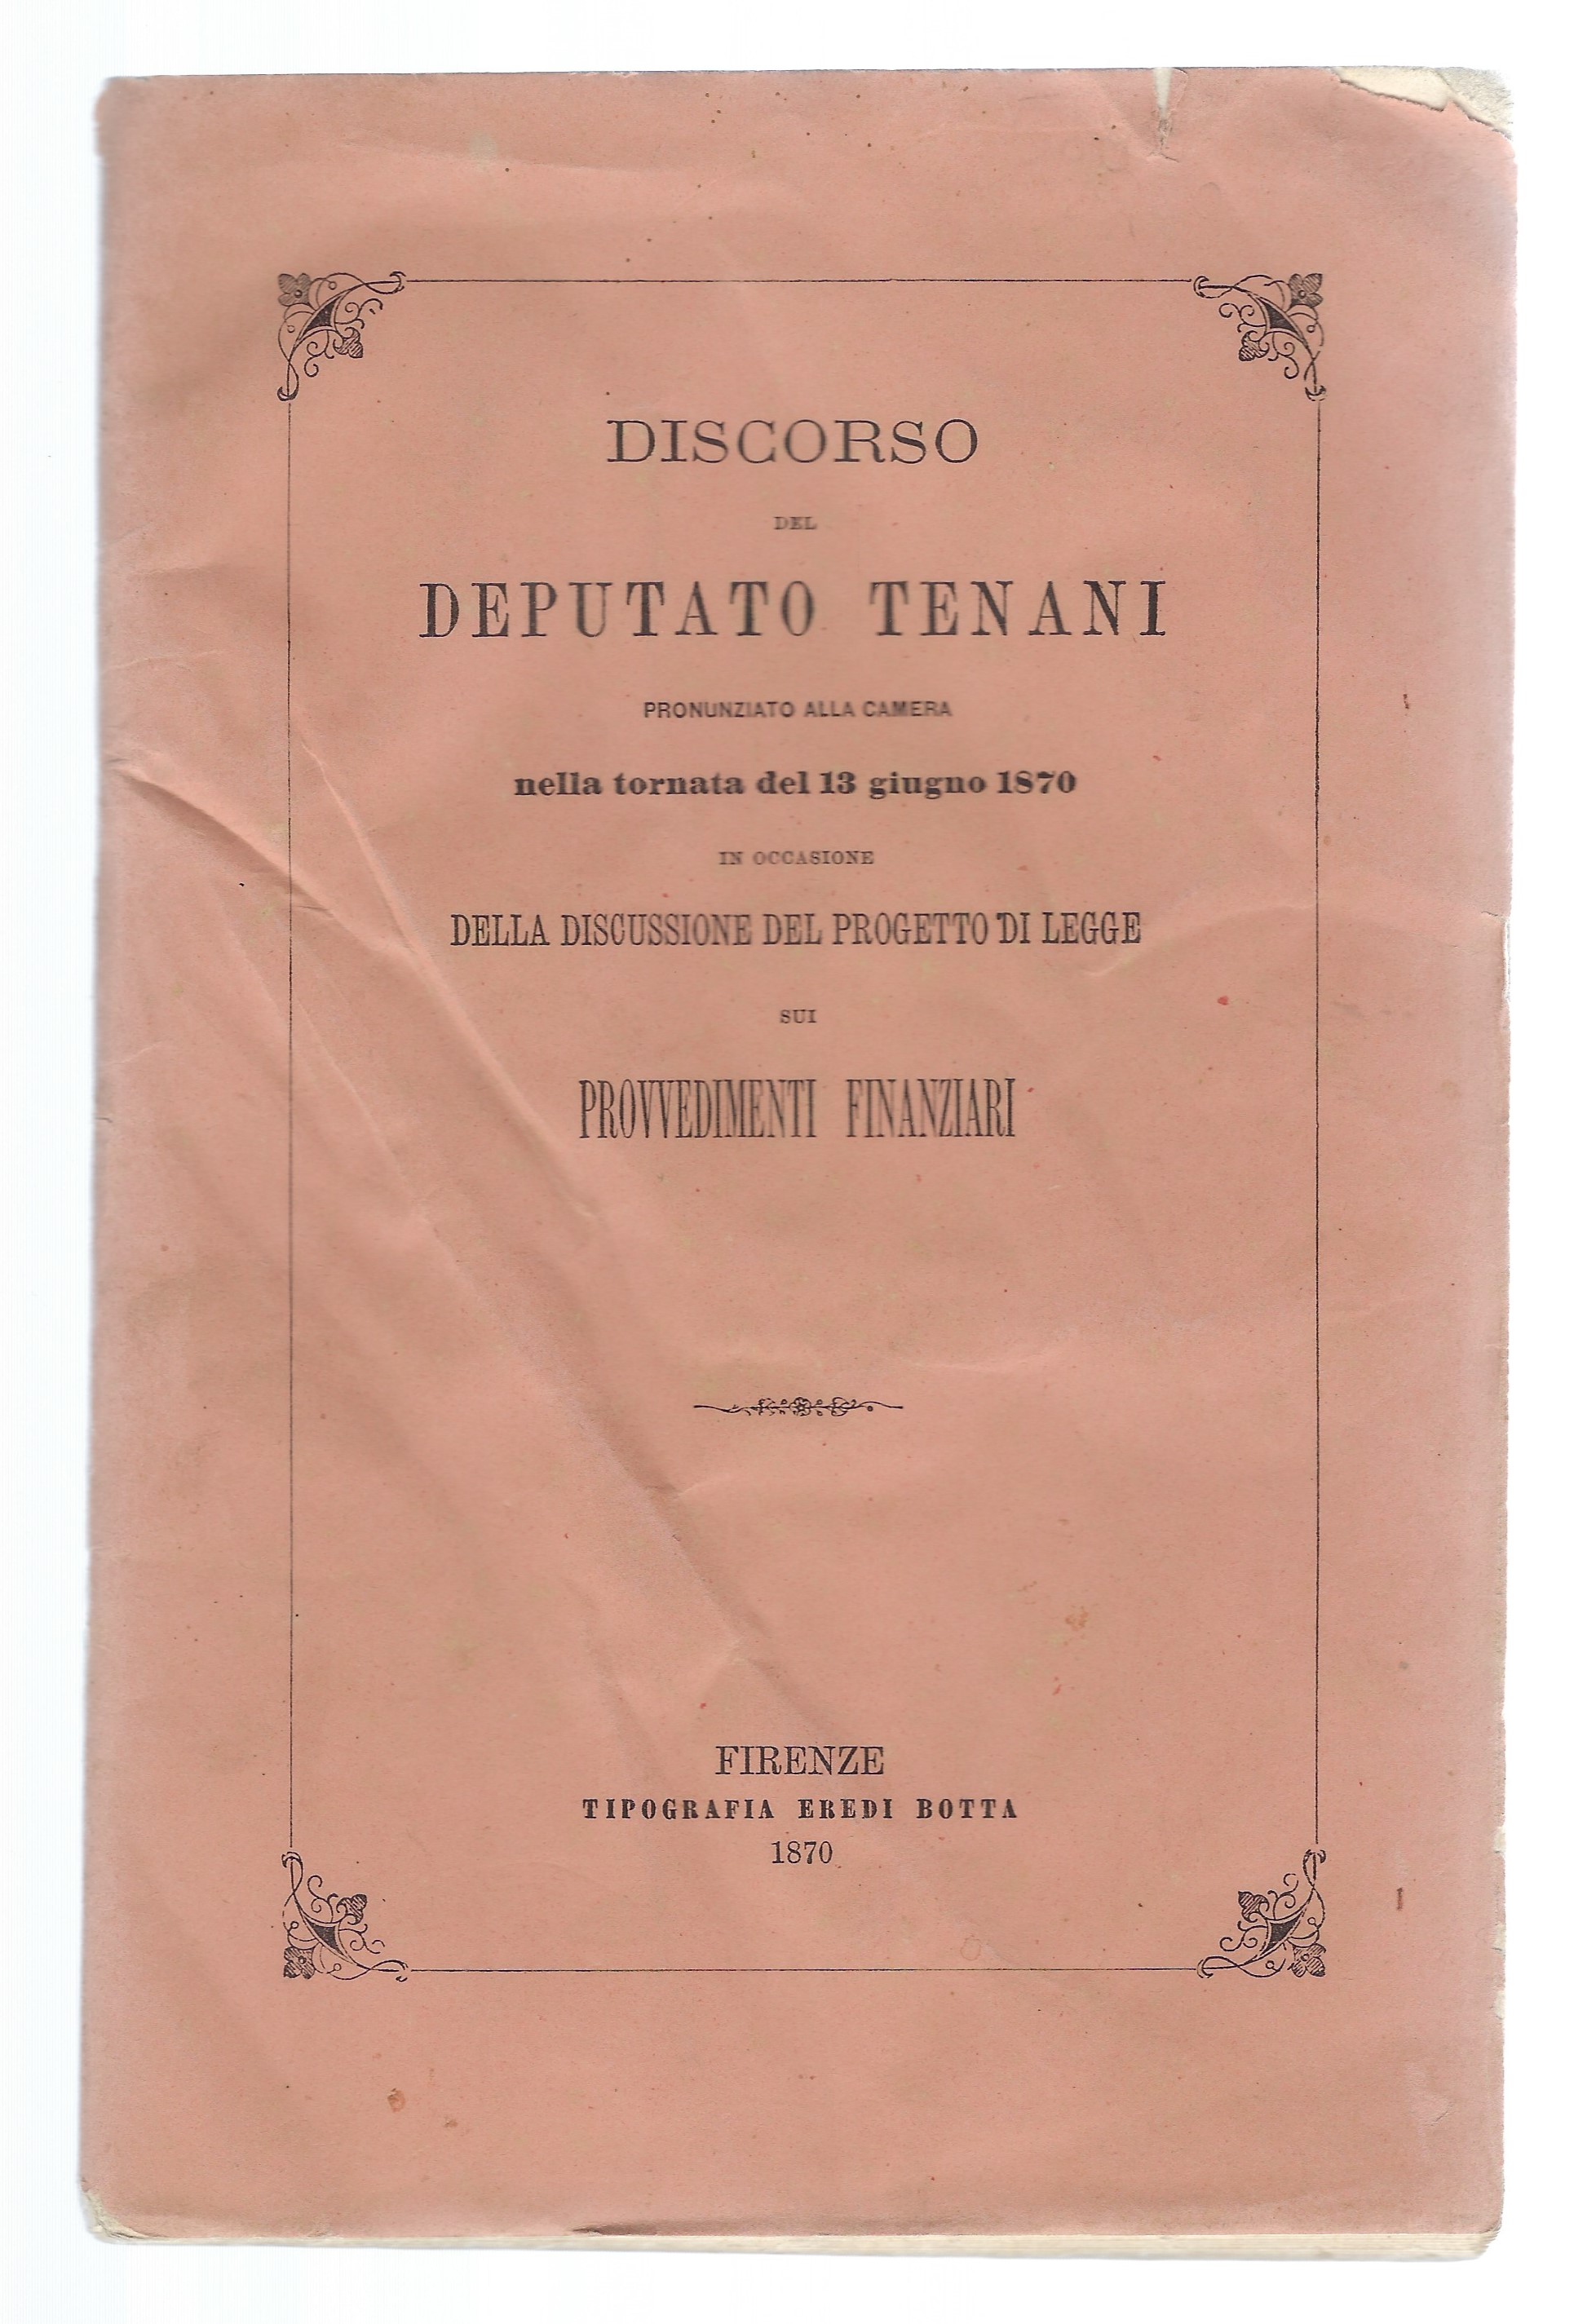 DISCORSO
DEL
DEPUTATO TENANI
PRONUNZIATO ALLA CAMERA
nella tornata del 13 giugno 1870
IN OCCASIONE
DELLA DISCUSSIONE DEL PROGETTO DI LEGGE
SUI
PROVVEDIMENTI FINANZIARI
FIRENZE
TIPOGRAFIA EREDI BOTTA
1870